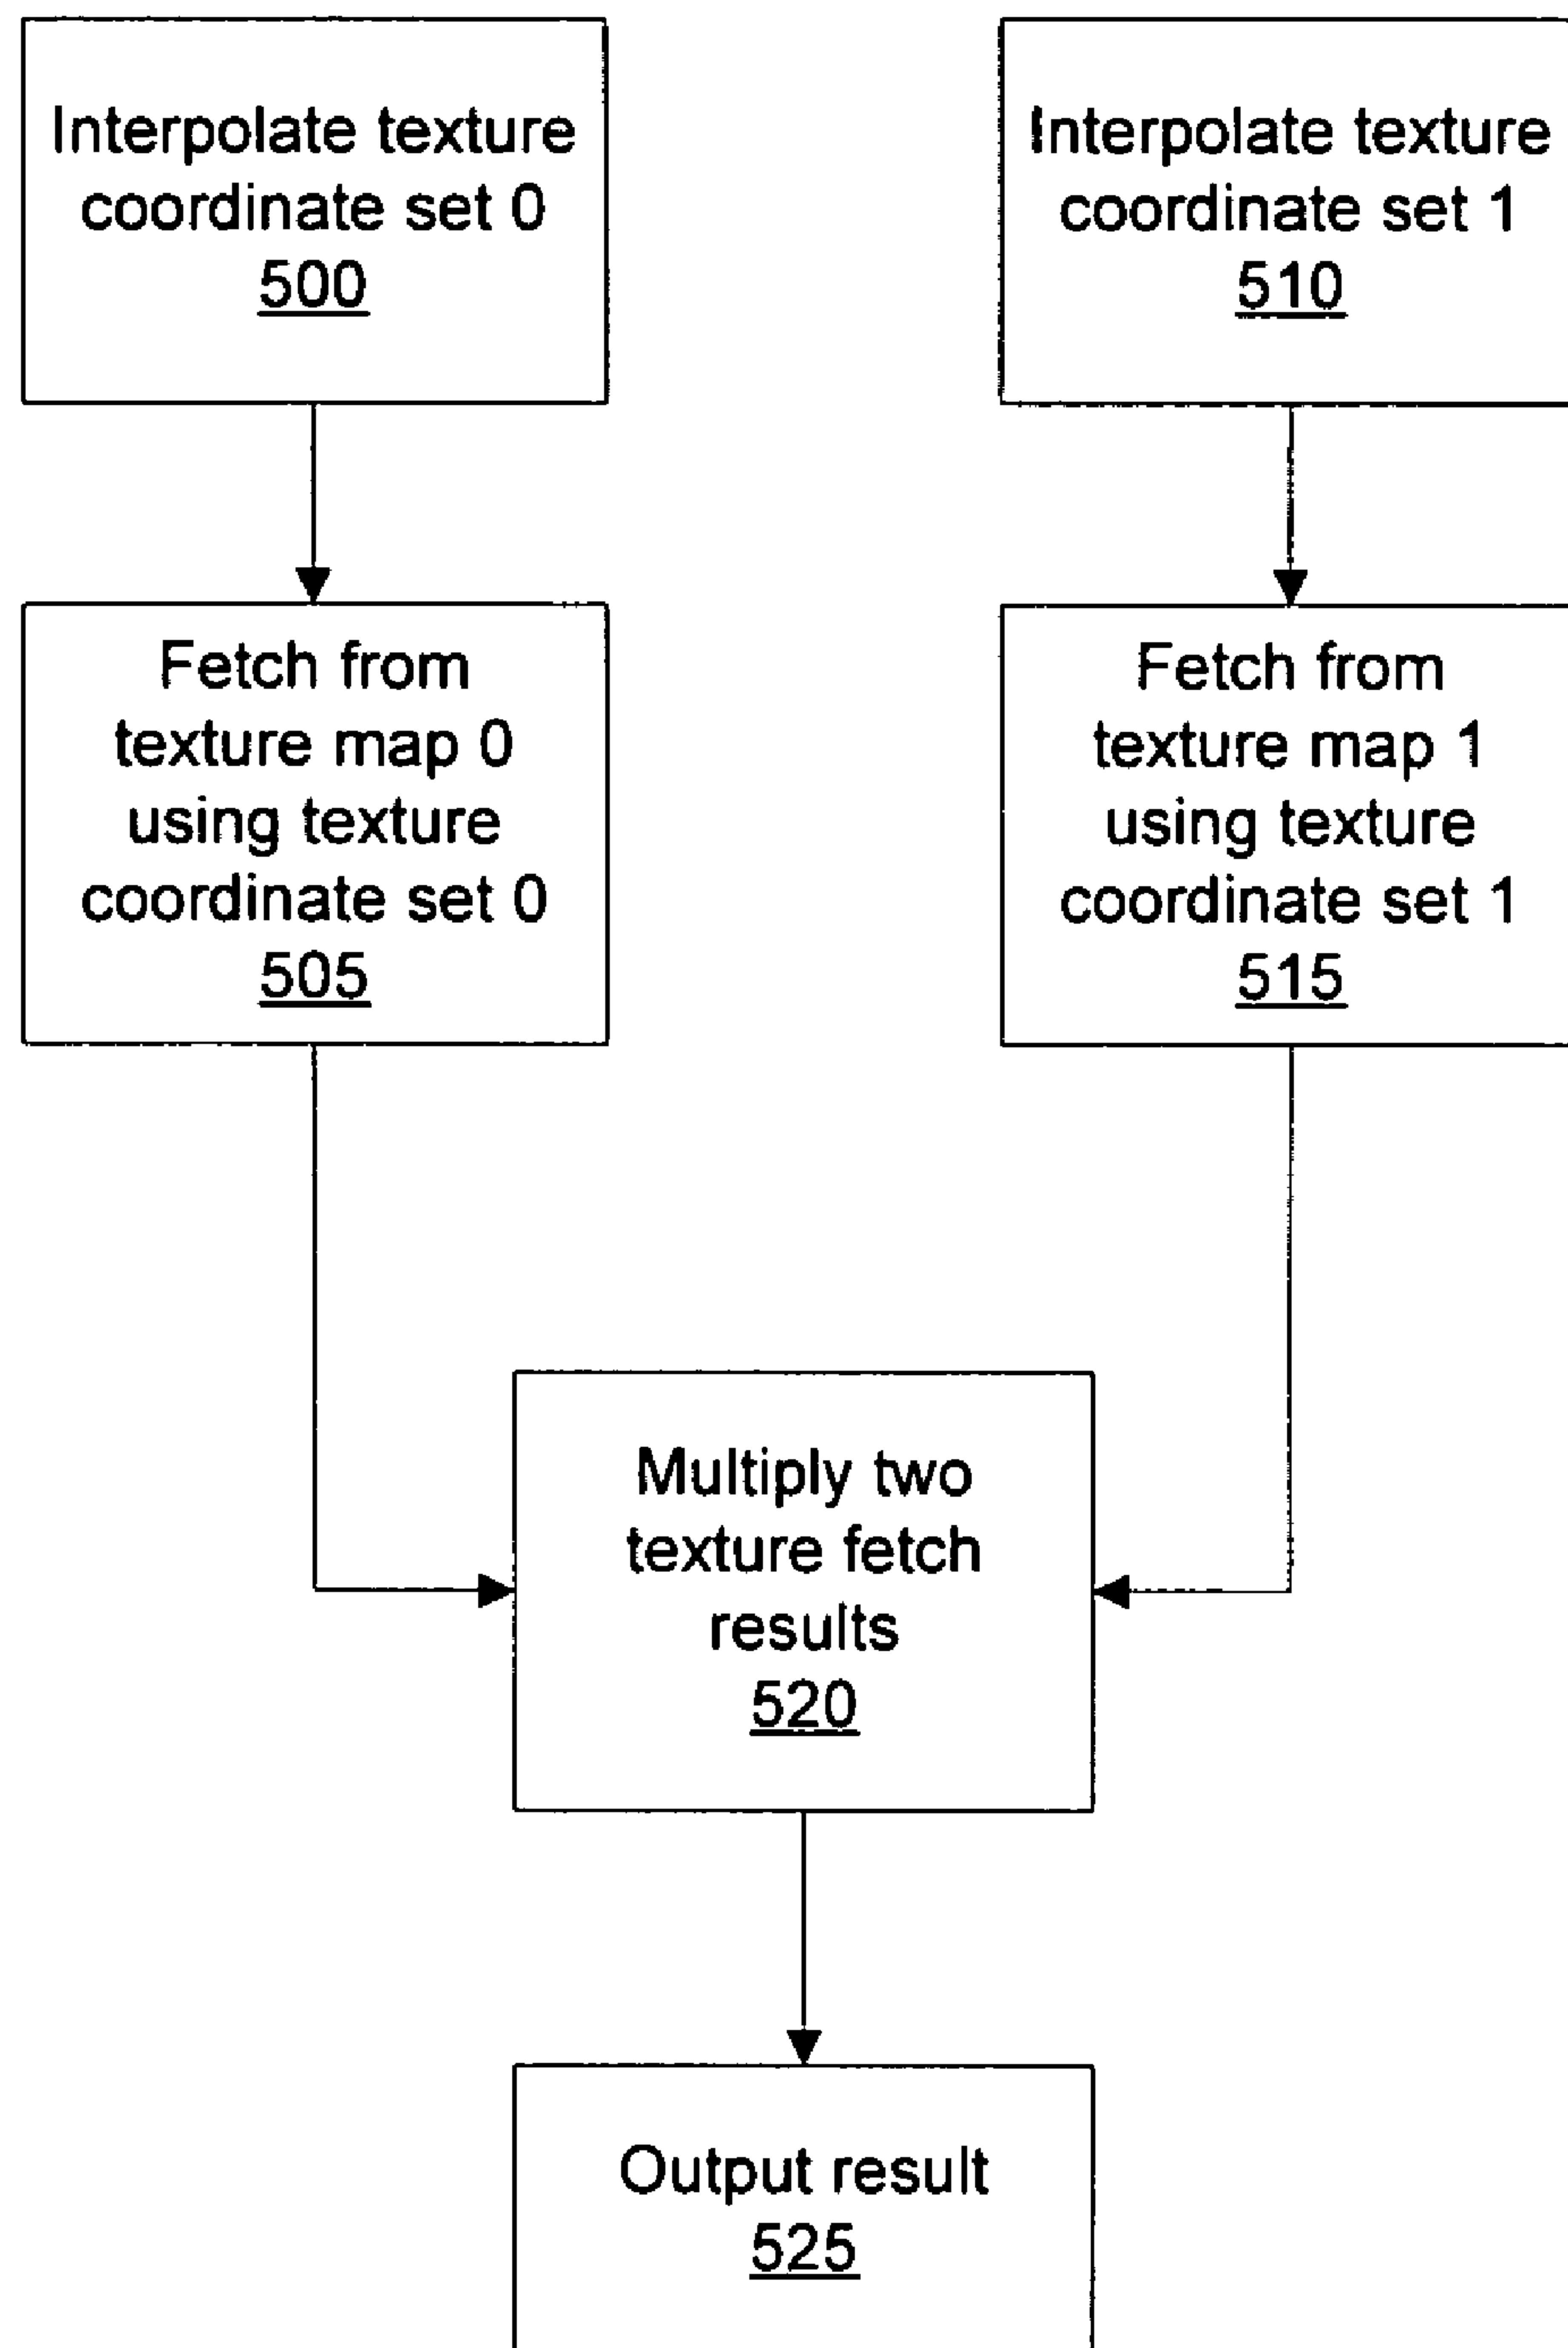 Interpolate texture
coordinate set 0
500
Interpolate texture
coordinate set 1
510
Fetch from
texture map 0
using texture
coordinate set 0
505
Fetch from
texture map 1
using texture
coordinate set 1
515
Multiply two
texture fetch
results
520
Output result
525